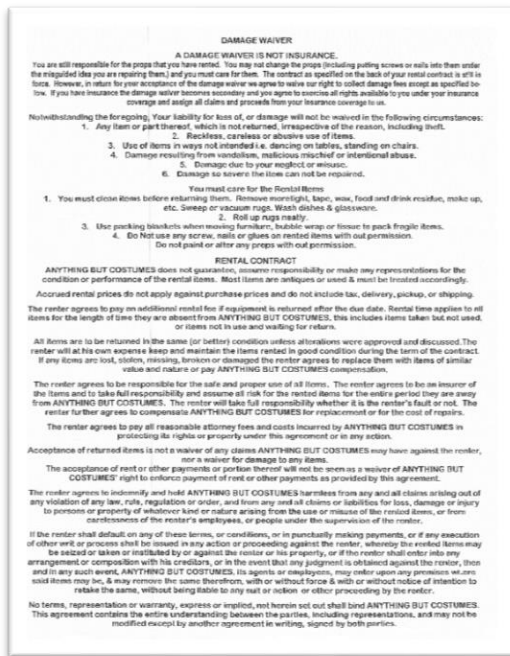 DAMAGE WAIVER
A DAMAGE WAIVER IS NOT INSURANCE.
You are still responsible for the props that you have rented. You may not change the props (including putting screws or nails into them under
the misguided idea you are repairing them.) and you must care for them. The contract as specified on the back of your rental contract is still in
force. However, in return for your acceptance of the damage waiver we agree to waive our right to collect damage fees except as specified be-
low. If you have insurance the damage waiver becomes secondary and you agree to exercise all rights available to you under your insurance
coverage and assign all claims and proceeds from your insurance coverage to us.
Notwithstanding the foregoing, Your liability for loss of, or damage will not be waived in the following circumstances:
1. Any item or part thereof, which is not returned, irrespective of the reason, including theft.
2. Reckless, careless or abusive use of items.
3. Use of items in ways not intended i.e. dancing on tables, standing on chairs.
4. Damage resulting from vandalism, malicious mischief or intentional abuse.
5. Damage due to your neglect or misuse.
6. Damage so severe the item can not be repaired.
You must care for the Rental Items
1. You must clean items before returning them. Remove moretight, tape, wax, food and drink residue, make up,
etc. Sweep or vacuum rugs. Wash dishes & glassware.
2. Roll up rugs neatly.
3. Use packing blankets when moving furniture, bubble wrap or tissue to pack fragile items.
4. Do Not use any screw, nails or glues on rented items with out permission.
Do not paint or alter any props with out permission.
RENTAL CONTRACT
ANYTHING BUT COSTUMES does not guarantee, assume responsibility or make any representations for the
condition or performance of the rental items. Most items are antiques or used & must be treated accordingly.
Accrued rental prices do not apply against purchase prices and do not include tax, delivery, pickup, or shipping.
The renter agrees to pay an additional rental fee if equipment is returned after the due date. Rental time applies to all
items for the length of time they are absent from ANYTHING BUT COSTUMES, this includes items taken but not used,
or items not in use and waiting for return.
All items are to be returned in the same (or better) condition unless alterations were approved and discussed. The
renter will at his own expense keep and maintain the items rented in good condition during the term of the contract.
If any items are lost, stolen, missing, broken or damaged the renter agrees to replace them with items of similar
value and nature or pay ANYTHING BUT COSTUMES compensation.
The renter agrees to be responsible for the safe and proper use of all items. The renter agrees to be an insurer of
the items and to take full responsibility and assume all risk for the rented items for the entire period they are away
from ANYTHING BUT COSTUMES. The renter will take full responsibility whether it is the renter's fault or not. The
renter further agrees to compensate ANYTHING BUT COSTUMES for replacement or for the cost of repairs.
The renter agrees to pay all reasonable attorney fees and costs incurred by ANYTHING BUT COSTUMES in
protecting its rights or property under this agreement or in any action.
Acceptance of returned items is not a waiver of any claims ANYTHING BUT COSTUMES may have against the renter,
nor a waiver for damage to any items.
The acceptance of rent or other payments or portion thereof will not be seen as a waiver of ANYTHING BUT
COSTUMES' right to enforce payment of rent or other payments as provided by this agreement.
The renter agrees to indemnify and hold ANYTHING BUT COSTUMES harmless from any and all claims arising out of
any violation of any law, rule, regulation or order, and from any and all claims or liabilities for loss, damage or injury
to persons or property of whatever kind or nature arising from the use or misuse of the rented items, or from
carelessness of the renter's employees, or people under the supervision of the renter.
If the renter shall default on any of these terms, or conditions, or in punctually making payments, or if any execution
of other writ or process shall be issued in any action or proceeding against the renter, whereby the rented items may
be seized or taken or instituted by or against the renter or his property, or if the renter shall enter into any
arrangement or composition with his creditors, or in the event that any judgment is obtained against the renter, then
and in any such event, ANYTHING BUT COSTUMES, its agents or employees, may enter upon any premises where
said items may be, & may remove the same therefrom, with or without force & with or without notice of intention to
retake the same, without being liable to any suit or action or other proceeding by the renter.
No terms, representation or warranty, express or implied, not herein set out shall bind ANYTHING BUT COSTUMES.
This agreement contains the entire understanding between the parties, including representations, and may not be
modified except by another agreement in writing, signed by both parties.